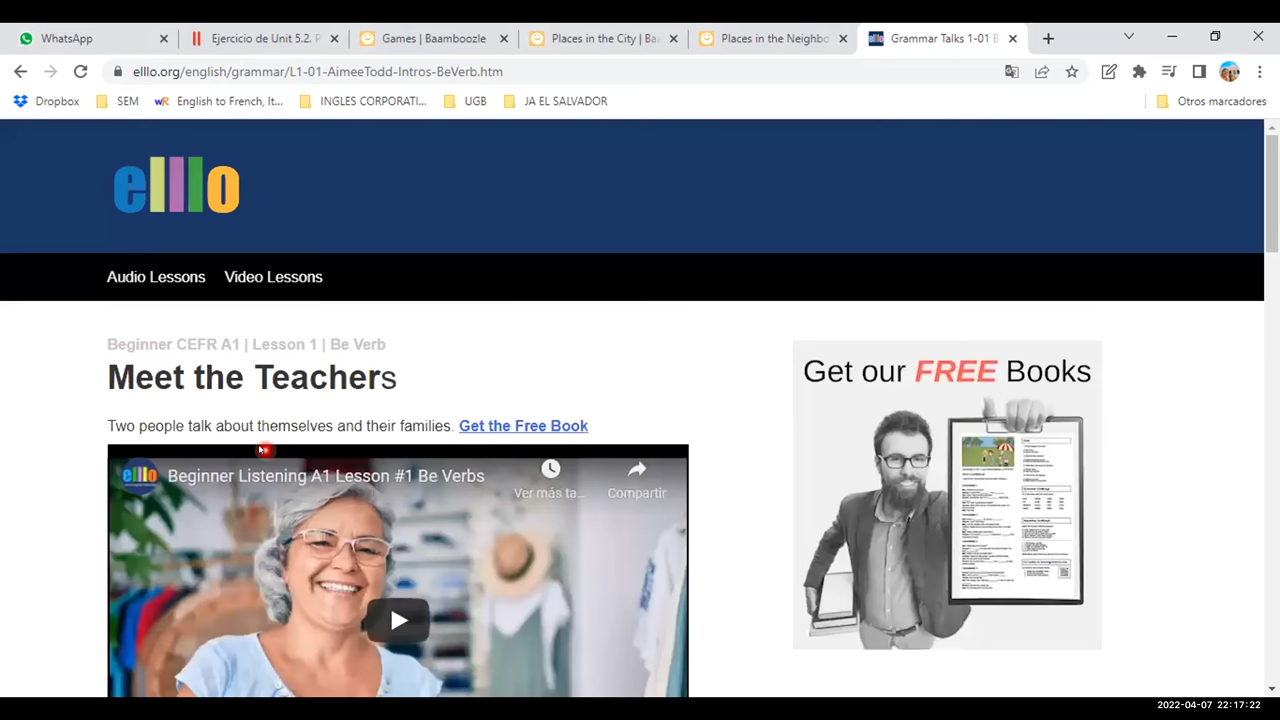 WhatsApp
Ejercicio de Unit 5.2. P
Games | Baamboozle
Places in the City | Ba
Places in the Neighbo
Grammar Talks 1-01 B
elllo.org/english/grammar/L1-01-AimeeTodd-Intros-BeVerb.htm
Dropbox
SEM
English to French, It...
INGLES CORPORATI...
UGB
JA EL SALVADOR
Otros marcadores
elllo
Audio Lessons Video Lessons
Beginner CEFR A1 | Lesson 1 | Be Verb
Meet the Teachers
Two people talk about themselves and their families. Get the Free Book
elllo
Beginner Listening A1 Lesson #1 Be Verbs
Ver más ta...
Compartir
Get our FREE Books
2022-04-07 22:17:22